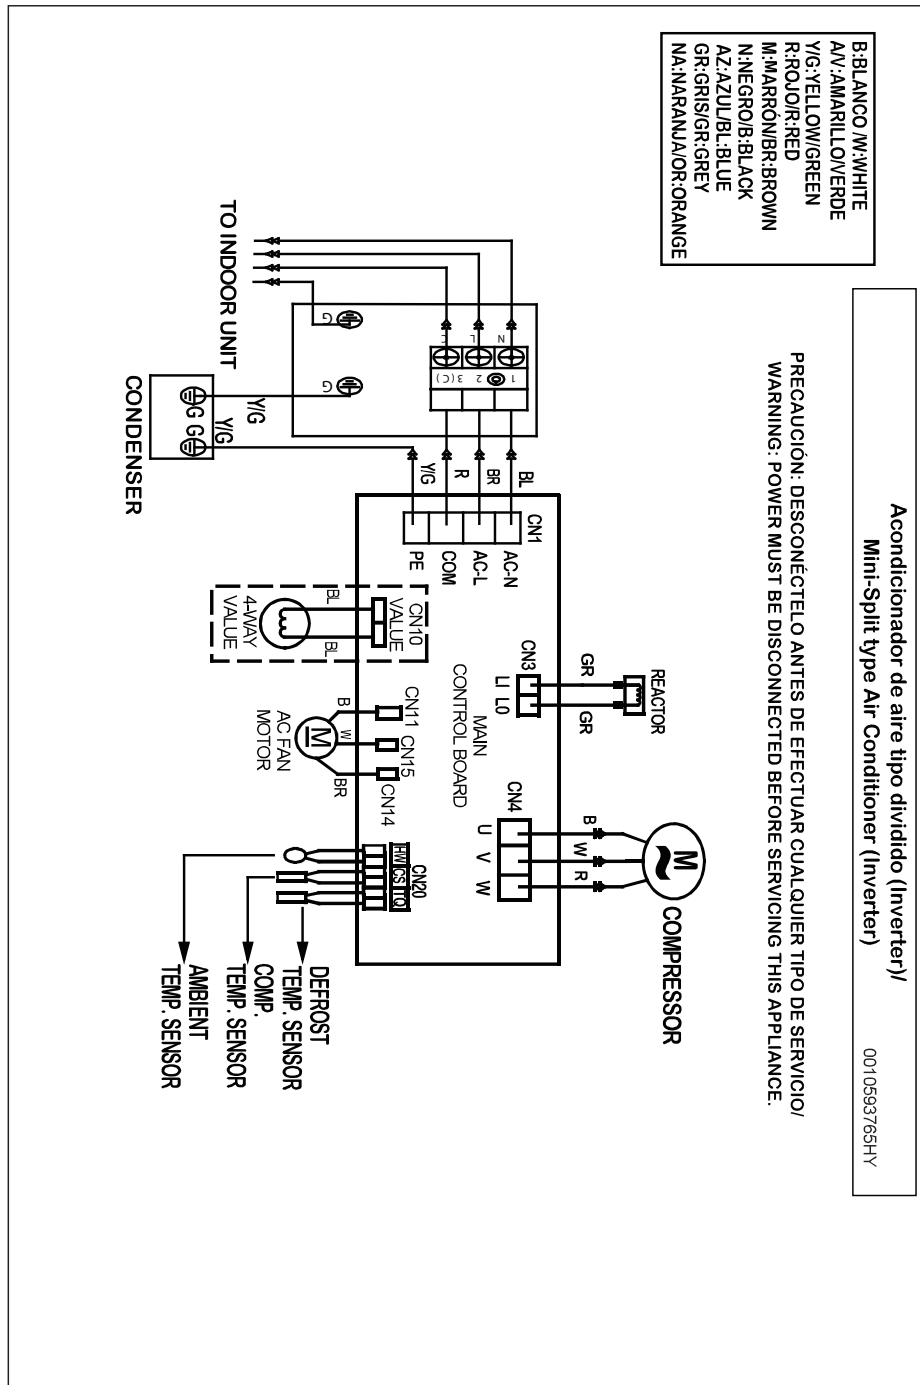 Acondicionador de aire tipo dividido (Inverter)/
Mini-Split type Air Conditioner (Inverter)
0010593765HY
PRECAUCIÓN: DESCONÉCTELO ANTES DE EFECTUAR CUALQUIER TIPO DE SERVICIO/
WARNING: POWER MUST BE DISCONNECTED BEFORE SERVICING THIS APPLIANCE.
B:BLANCO /W:WHITE
A/V:AMARILLO/VERDE
Y/G:YELLOW/GREEN
R:ROJO/R:RED
M:MARRÓN/BR:BROWN
N:NEGRO/B:BLACK
AZ:AZUL/BL:BLUE
GR:GRIS/GR:GREY
NA:NARANJA/OR:ORANGE
REACTOR
GR
GR
CN3
LI LO
M
COMPRESSOR
B
W
R
CN4
U
V
W
MAIN
CONTROL BOARD
CN1
AC-N
AC-L
COM
PE
BL
BR
R
Y/G
N
L
C
1
2
3(C)
G
G
TO INDOOR UNIT
Y/G
Y/G
G G
CONDENSER
CN10
VALUE
BL
BL
4-WAY
VALUE
CN11
CN15
CN14
B
W
BR
M
AC FAN
MOTOR
CN20
HW
CS
TQ
DEFROST
TEMP. SENSOR
COMP.
TEMP. SENSOR
AMBIENT
TEMP. SENSOR